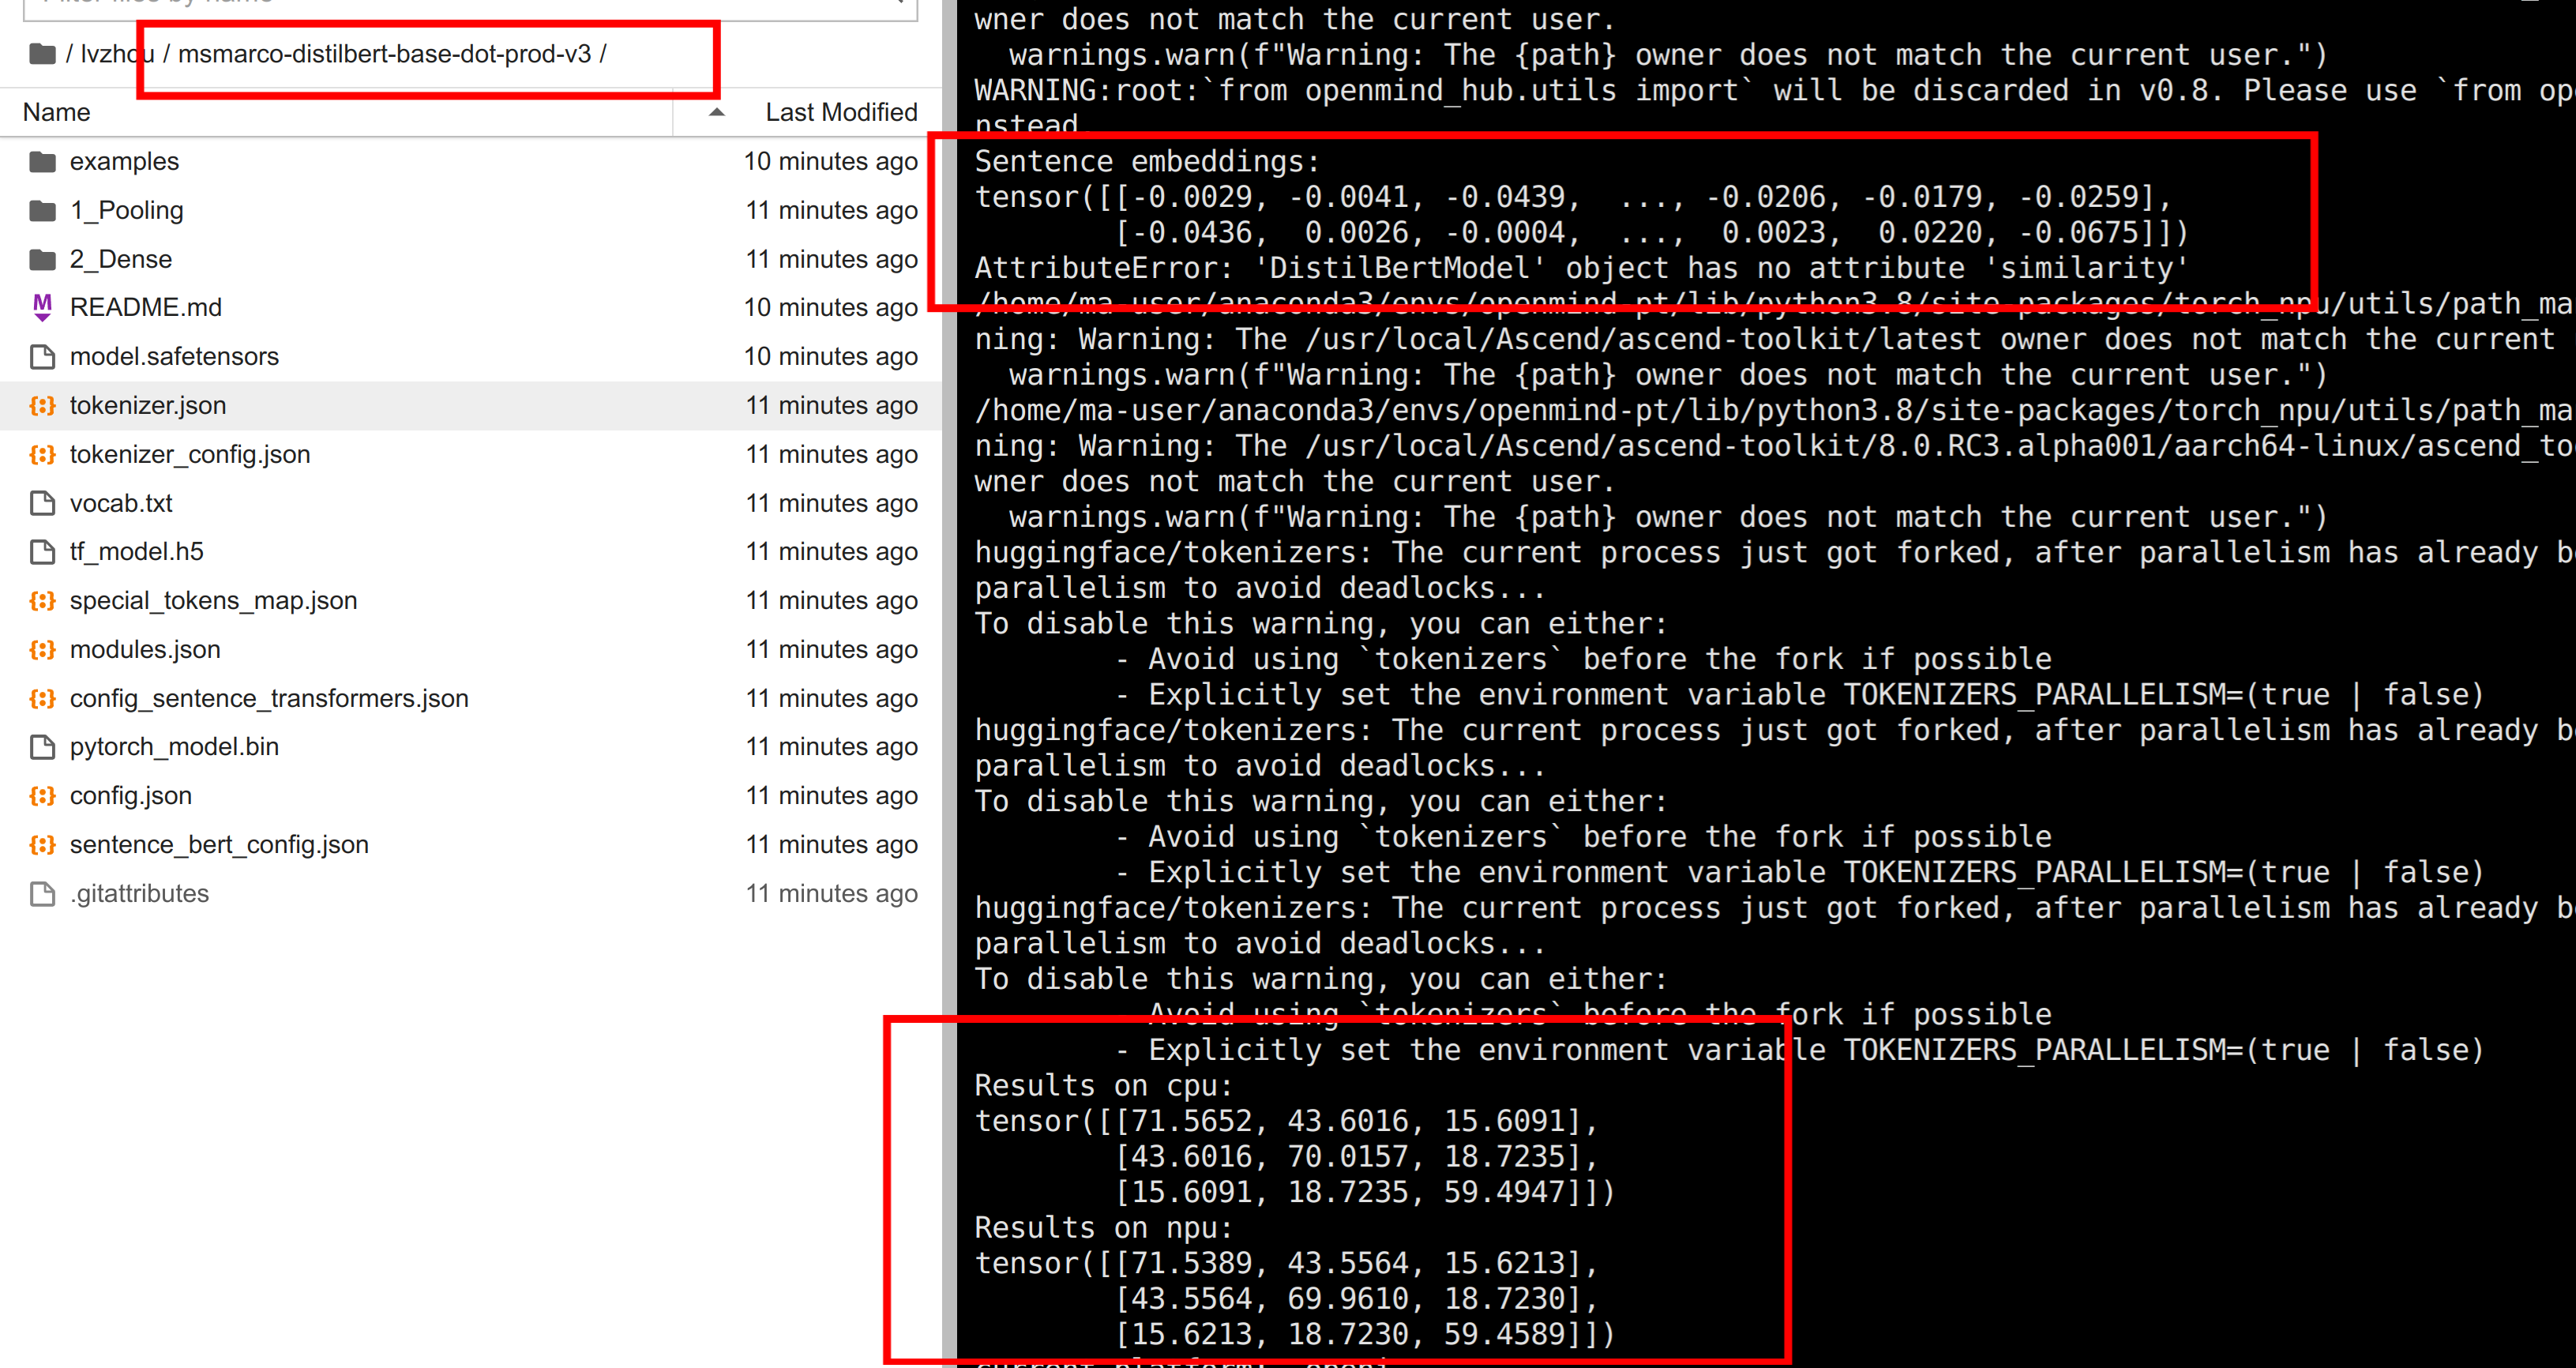 Filter files by name
/ lvzhou / msmarco-distilbert-base-dot-prod-v3 /
Name Last Modified
examples 10 minutes ago
1_Pooling 11 minutes ago
2_Dense 11 minutes ago
README.md 10 minutes ago
model.safetensors 10 minutes ago
tokenizer.json 11 minutes ago
tokenizer_config.json 11 minutes ago
vocab.txt 11 minutes ago
tf_model.h5 11 minutes ago
special_tokens_map.json 11 minutes ago
modules.json 11 minutes ago
config_sentence_transformers.json 11 minutes ago
pytorch_model.bin 11 minutes ago
config.json 11 minutes ago
sentence_bert_config.json 11 minutes ago
.gitattributes 11 minutes ago
wner does not match the current user.
warnings.warn(f"Warning: The {path} owner does not match the current user.")
WARNING:root:`from openmind_hub.utils import` will be discarded in v0.8. Please use `from op
nstead.
Sentence embeddings:
tensor([[-0.0029, -0.0041, -0.0439, ..., -0.0206, -0.0179, -0.0259],
[-0.0436, 0.0026, -0.0004, ..., 0.0023, 0.0220, -0.0675]])
AttributeError: 'DistilBertModel' object has no attribute 'similarity'
/home/ma-user/anaconda3/envs/openmind-pt/lib/python3.8/site-packages/torch_npu/utils/path_ma
ning: Warning: The /usr/local/Ascend/ascend-toolkit/latest owner does not match the current
warnings.warn(f"Warning: The {path} owner does not match the current user.")
/home/ma-user/anaconda3/envs/openmind-pt/lib/python3.8/site-packages/torch_npu/utils/path_ma
ning: Warning: The /usr/local/Ascend/ascend-toolkit/8.0.RC3.alpha001/aarch64-linux/ascend_to
wner does not match the current user.
warnings.warn(f"Warning: The {path} owner does not match the current user.")
huggingface/tokenizers: The current process just got forked, after parallelism has already b
parallelism to avoid deadlocks...
To disable this warning, you can either:
- Avoid using `tokenizers` before the fork if possible
- Explicitly set the environment variable TOKENIZERS_PARALLELISM=(true | false)
huggingface/tokenizers: The current process just got forked, after parallelism has already b
parallelism to avoid deadlocks...
To disable this warning, you can either:
- Avoid using `tokenizers` before the fork if possible
- Explicitly set the environment variable TOKENIZERS_PARALLELISM=(true | false)
huggingface/tokenizers: The current process just got forked, after parallelism has already b
parallelism to avoid deadlocks...
To disable this warning, you can either:
Avoid using `tokenizers` before the fork if possible
- Explicitly set the environment variable TOKENIZERS_PARALLELISM=(true | false)
Results on cpu:
tensor([[71.5652, 43.6016, 15.6091],
[43.6016, 70.0157, 18.7235],
[15.6091, 18.7235, 59.4947]])
Results on npu:
tensor([[71.5389, 43.5564, 15.6213],
[43.5564, 69.9610, 18.7230],
[15.6213, 18.7230, 59.4589]])